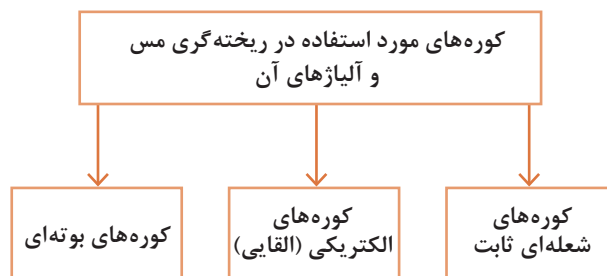 کوره‌های مورد استفاده در ریخته‌گری مس
و آلیاژهای آن
کوره‌های
شعله‌ای ثابت
کوره‌های
الکتریکی (القایی)
کوره‌های بوته‌ای